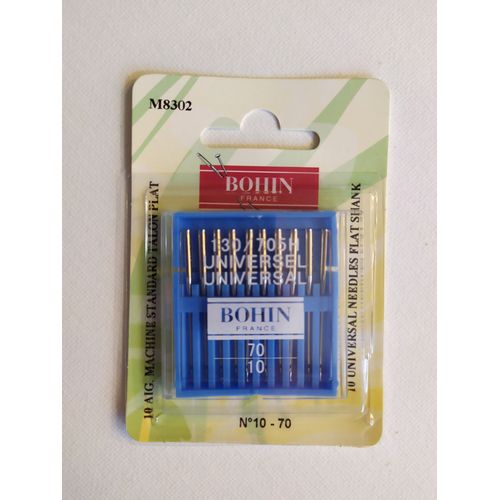 M8302
BOHIN
FRANCE
10 AIG. MACHINE STANDARD TALON PLAT
130/705H
UNIVERSEL
UNIVERSAL
BOHIN
FRANCE
70
10
10 UNIVERSAL NEEDLES FLAT SHANK
N°10 - 70